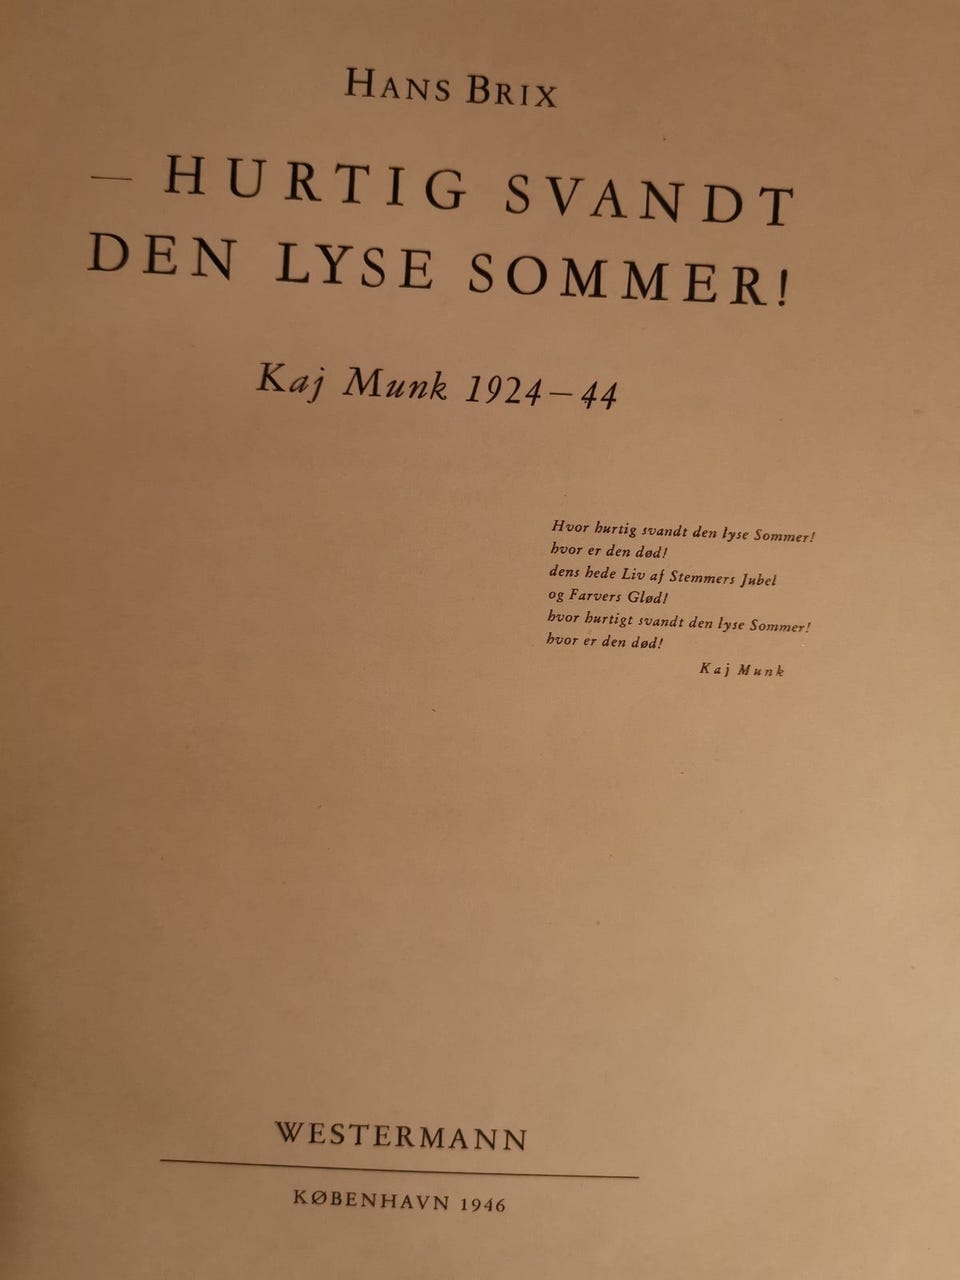 HANS BRIX
– HURTIG SVANDT
DEN LYSE SOMMER!
Kaj Munk 1924–44
Hvor hurtig svandt den lyse Sommer!
hvor er den død!
dens hede Liv af Stemmers Jubel
og Farvers Glød!
hvor hurtigt svandt den lyse Sommer!
hvor er den død!
Kaj Munk
WESTERMANN
KØBENHAVN 1946